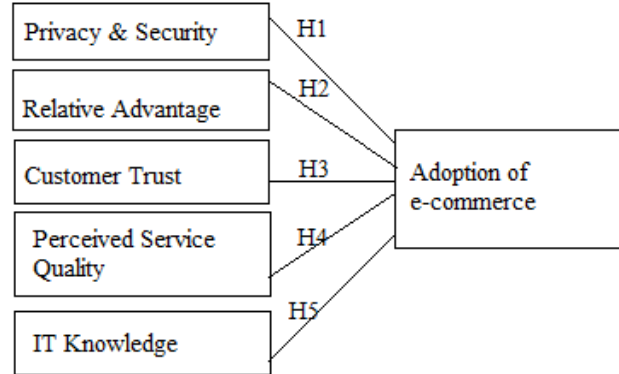 Privacy & Security
H1
Relative Advantage
H2
Customer Trust
H3
Perceived Service
Quality
H4
IT Knowledge
H5
Adoption of
e-commerce